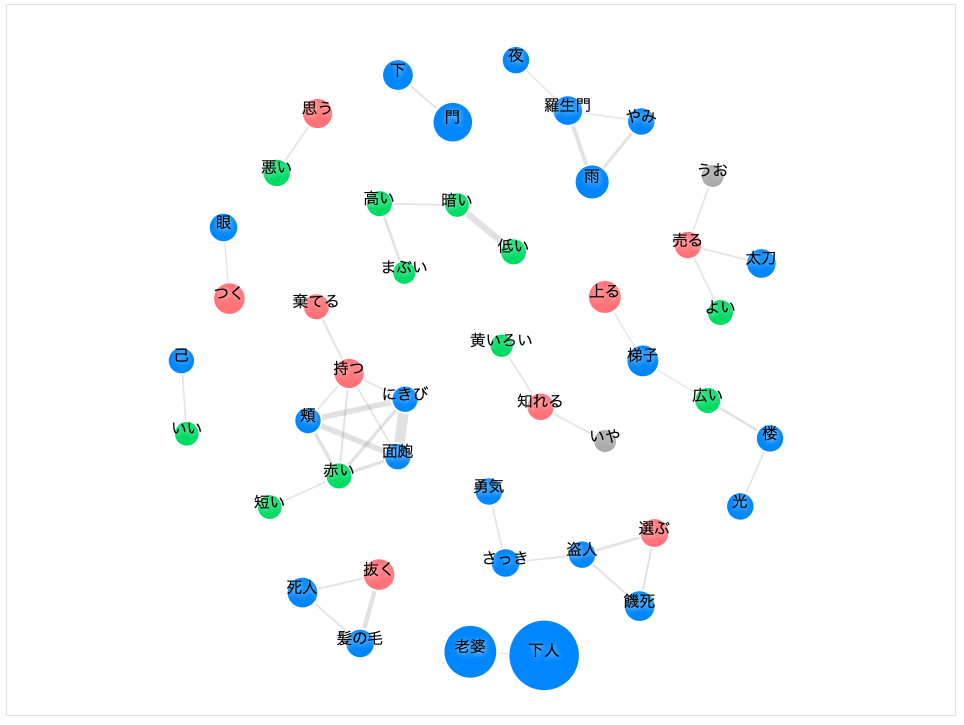 夜
下
羅生門
思う
門
やみ
悪い
うお
雨
高い
暗い
眼
売る
低い
太刀
まぶい
つく
上る
棄てる
よい
黄いろい
己
梯子
持つ
にきび
広い
知れる
頬
いい
いや
楼
面皰
赤い
勇気
短い
光
選ぶ
盗人
さっき
抜く
死人
饑死
髪の毛
老婆
下人